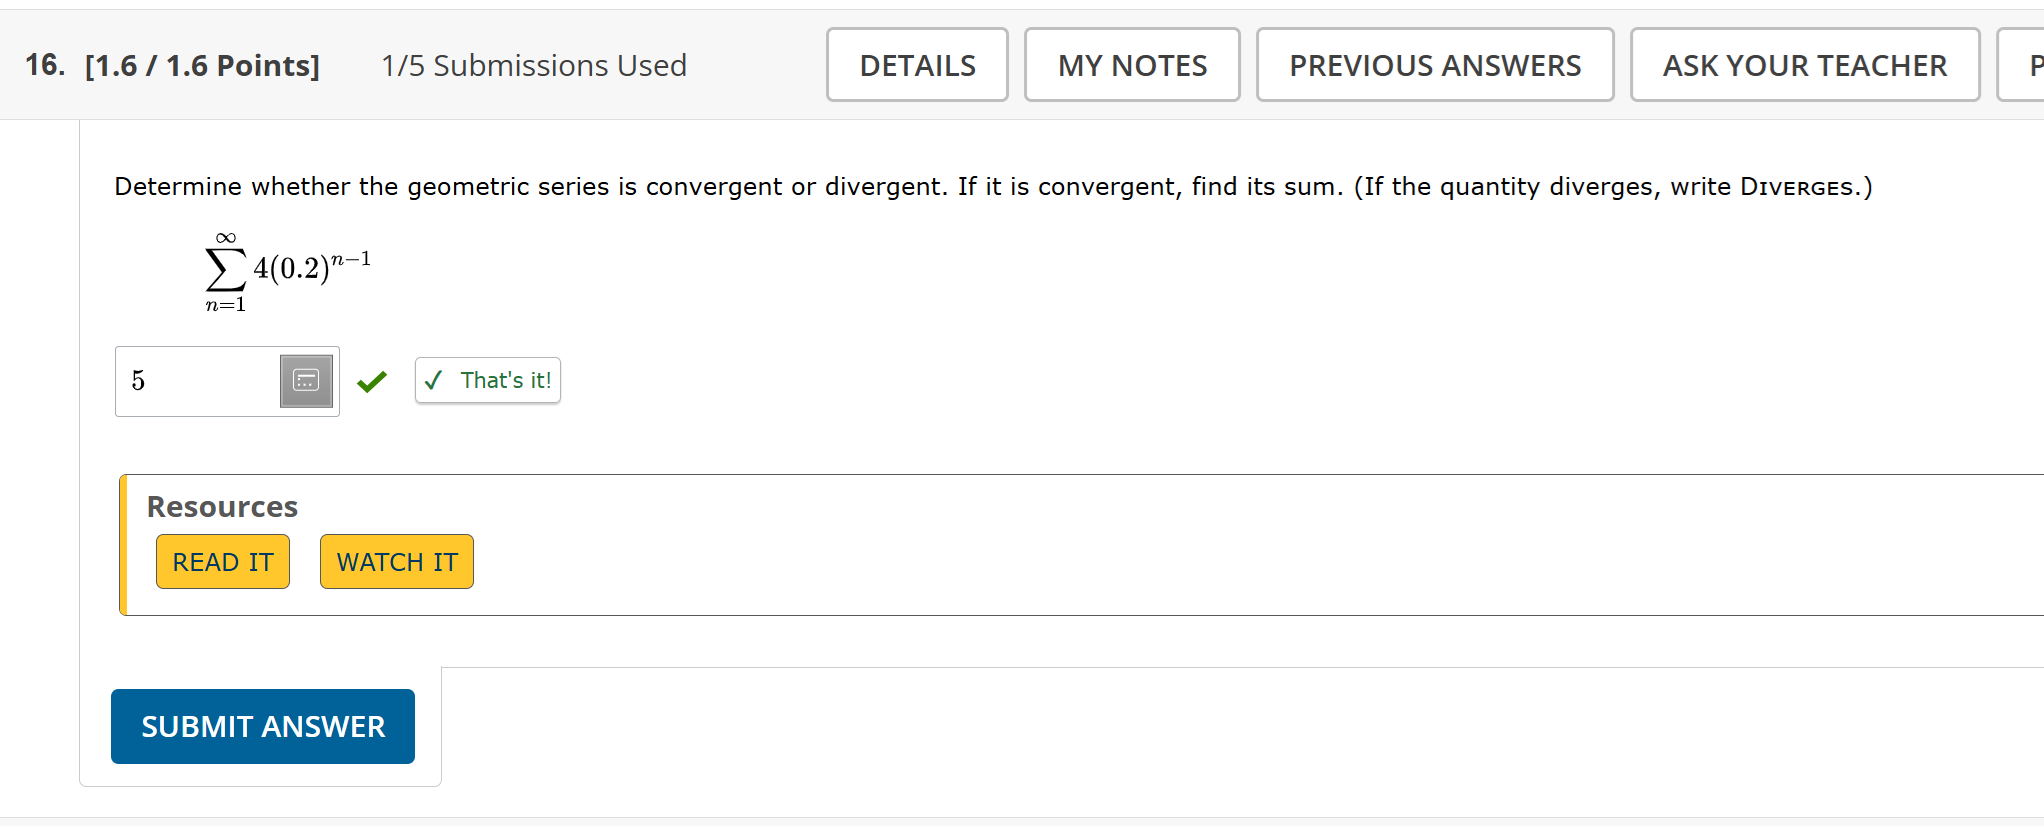 16. [1.6 / 1.6 Points] 1/5 Submissions Used DETAILS MY NOTES PREVIOUS ANSWERS ASK YOUR TEACHER P
Determine whether the geometric series is convergent or divergent. If it is convergent, find its sum. (If the quantity diverges, write DIVERGES.)
∞
∑ 4(0.2)ⁿ⁻¹
n=1
5 ✓ That's it!
Resources
READ IT WATCH IT
SUBMIT ANSWER